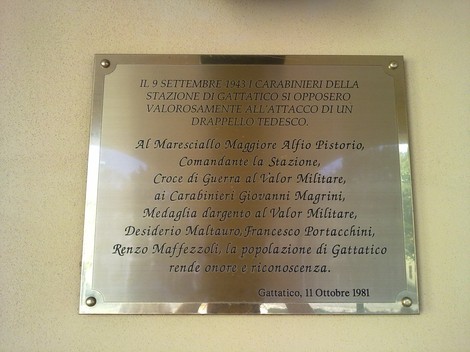 IL 9 SETTEMBRE 1943 I CARABINIERI DELLA
STAZIONE DI GATTATICO SI OPPOSERO
VALOROSAMENTE ALL'ATTACCO DI UN
DRAPPELLO TEDESCO.
Al Maresciallo Maggiore Alfio Pistorio,
Comandante la Stazione,
Croce di Guerra al Valor Militare,
ai Carabinieri Giovanni Magrini,
Medaglia d'argento al Valor Militare,
Desiderio Maltauro, Francesco Portacchini,
Renzo Maffezzoli, la popolazione di Gattatico
rende onore e riconoscenza.
Gattatico, 11 Ottobre 1981